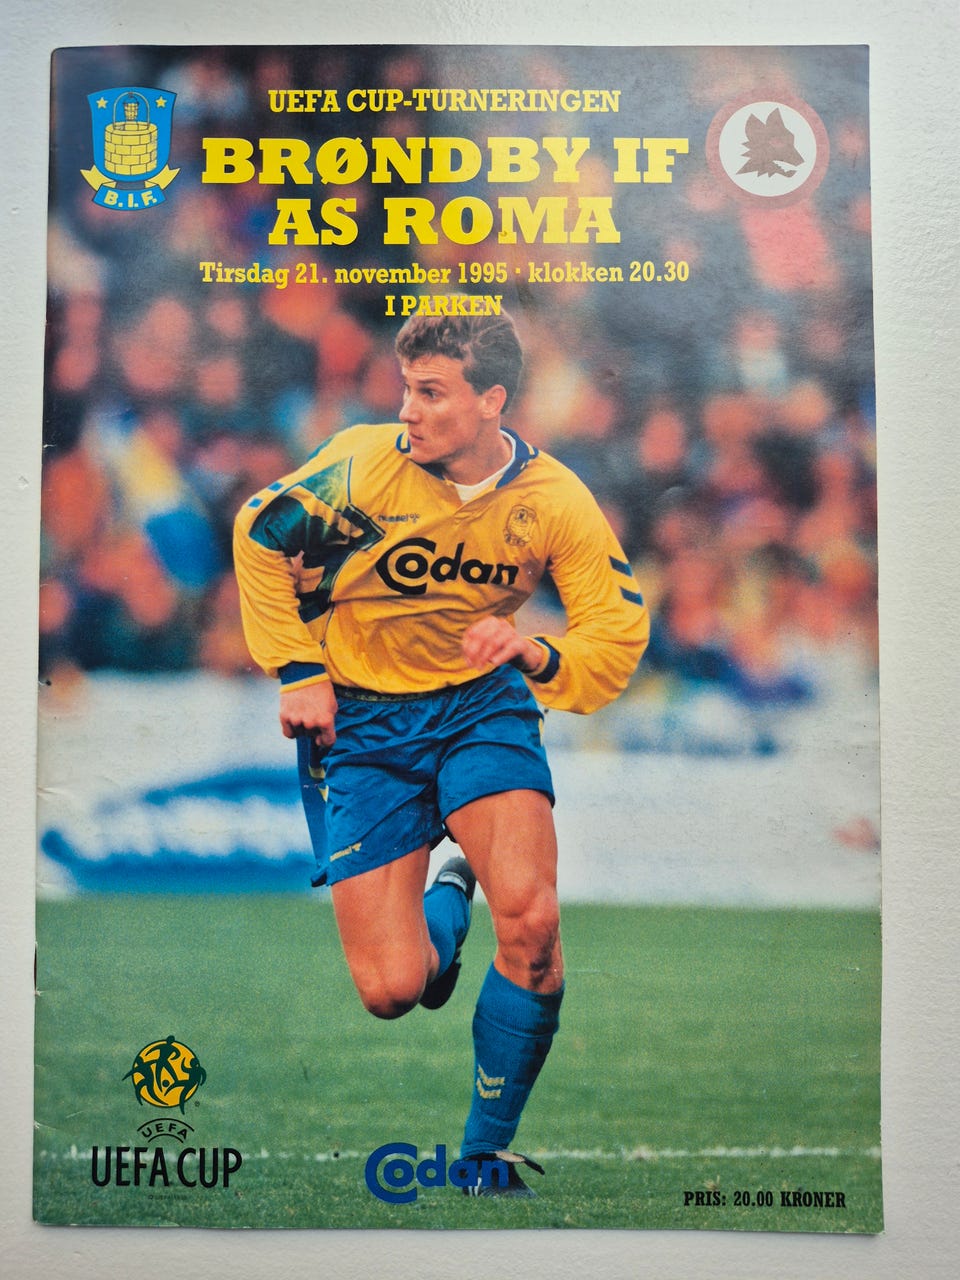 UEFA CUP-TURNERINGEN
BRØNDBY IF
AS ROMA
Tirsdag 21. november 1995 · klokken 20.30
I PARKEN
B.I.F.
hummel
Codan
hummel
UEFA
UEFA CUP
Codan
PRIS: 20.00 KRONER